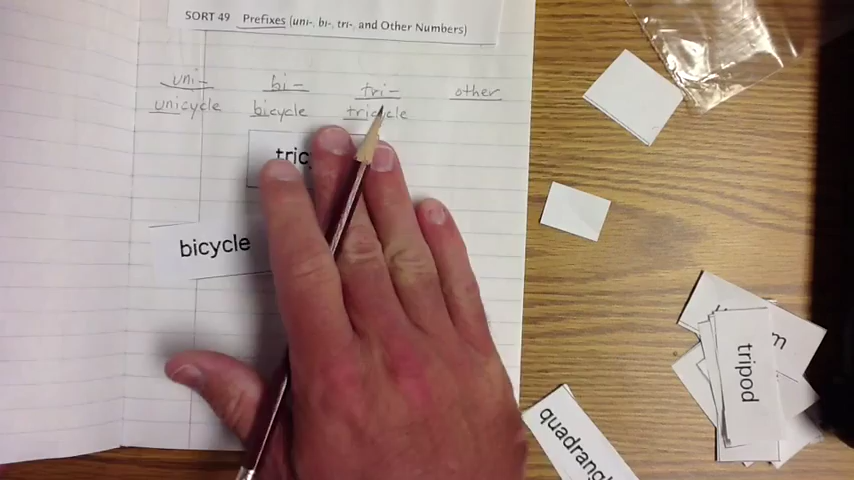 SORT 49 Prefixes (uni-, bi-, tri-, and Other Numbers)
uni- bi- tri- other
unicycle bicycle tricycle
bicycle
tripod